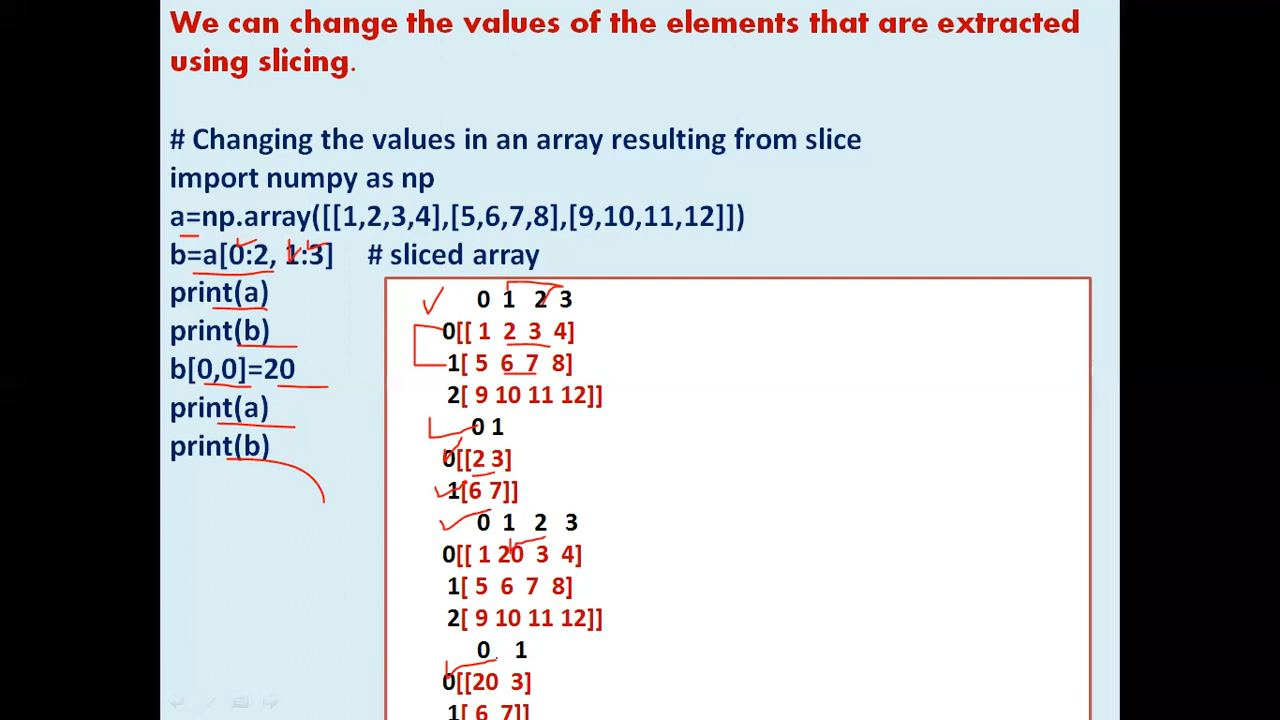 We can change the values of the elements that are extracted
using slicing.
# Changing the values in an array resulting from slice
import numpy as np
a=np.array([[1,2,3,4],[5,6,7,8],[9,10,11,12]])
b=a[0:2, 1:3] # sliced array
print(a)
print(b)
b[0,0]=20
print(a)
print(b)
0 1 2 3
0[[ 1 2 3 4]
1[ 5 6 7 8]
2[ 9 10 11 12]]
0 1
0[[2 3]
1[6 7]]
0 1 2 3
0[[ 1 20 3 4]
1[ 5 6 7 8]
2[ 9 10 11 12]]
0 1
0[[20 3]
1[ 6 7]]